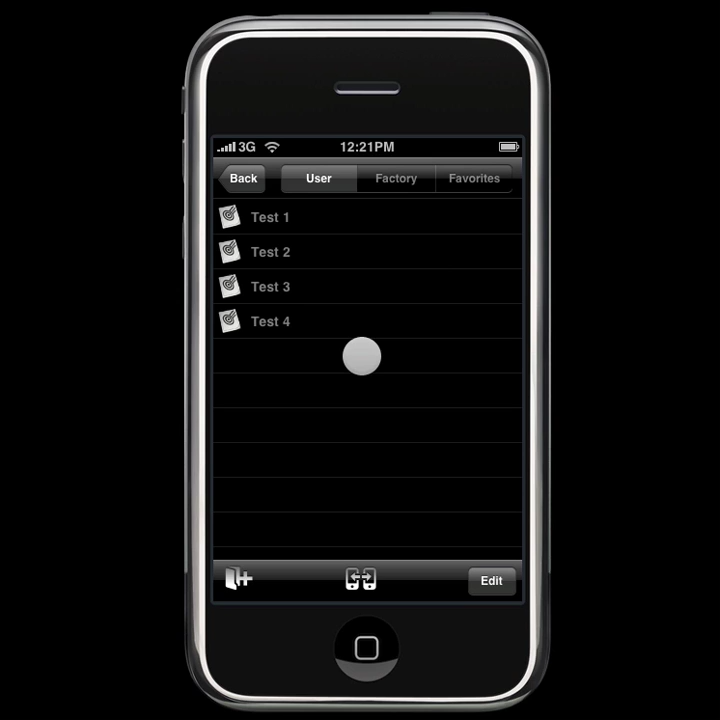 3G 12:21PM
Back User Factory Favorites
Test 1
Test 2
Test 3
Test 4
Edit